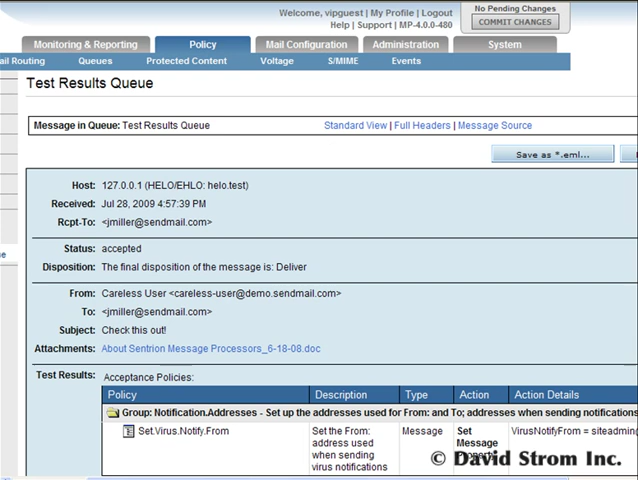 Welcome, vipguest | My Profile | Logout
Help | Support | MP-4.0.0-480
No Pending Changes
COMMIT CHANGES
Monitoring & Reporting Policy Mail Configuration Administration System
ail Routing Queues Protected Content Voltage S/MIME Events
Test Results Queue
Message in Queue: Test Results Queue Standard View | Full Headers | Message Source
Save as *.eml...
Host: 127.0.0.1 (HELO/EHLO: helo.test)
Received: Jul 28, 2009 4:57:39 PM
Rcpt-To: <jmiller@sendmail.com>
Status: accepted
Disposition: The final disposition of the message is: Deliver
From: Careless User <careless-user@demo.sendmail.com>
To: <jmiller@sendmail.com>
Subject: Check this out!
Attachments: About Sentrion Message Processors_6-18-08.doc
Test Results: Acceptance Policies:
Policy Description Type Action Action Details
Group: Notification.Addresses - Set up the addresses used for From: and To; addresses when sending notifications
Set.Virus.Notify.From Set the From: Message Set VirusNotifyFrom = siteadmin
address used Message
when sending Property
virus notifications
© David Strom Inc.